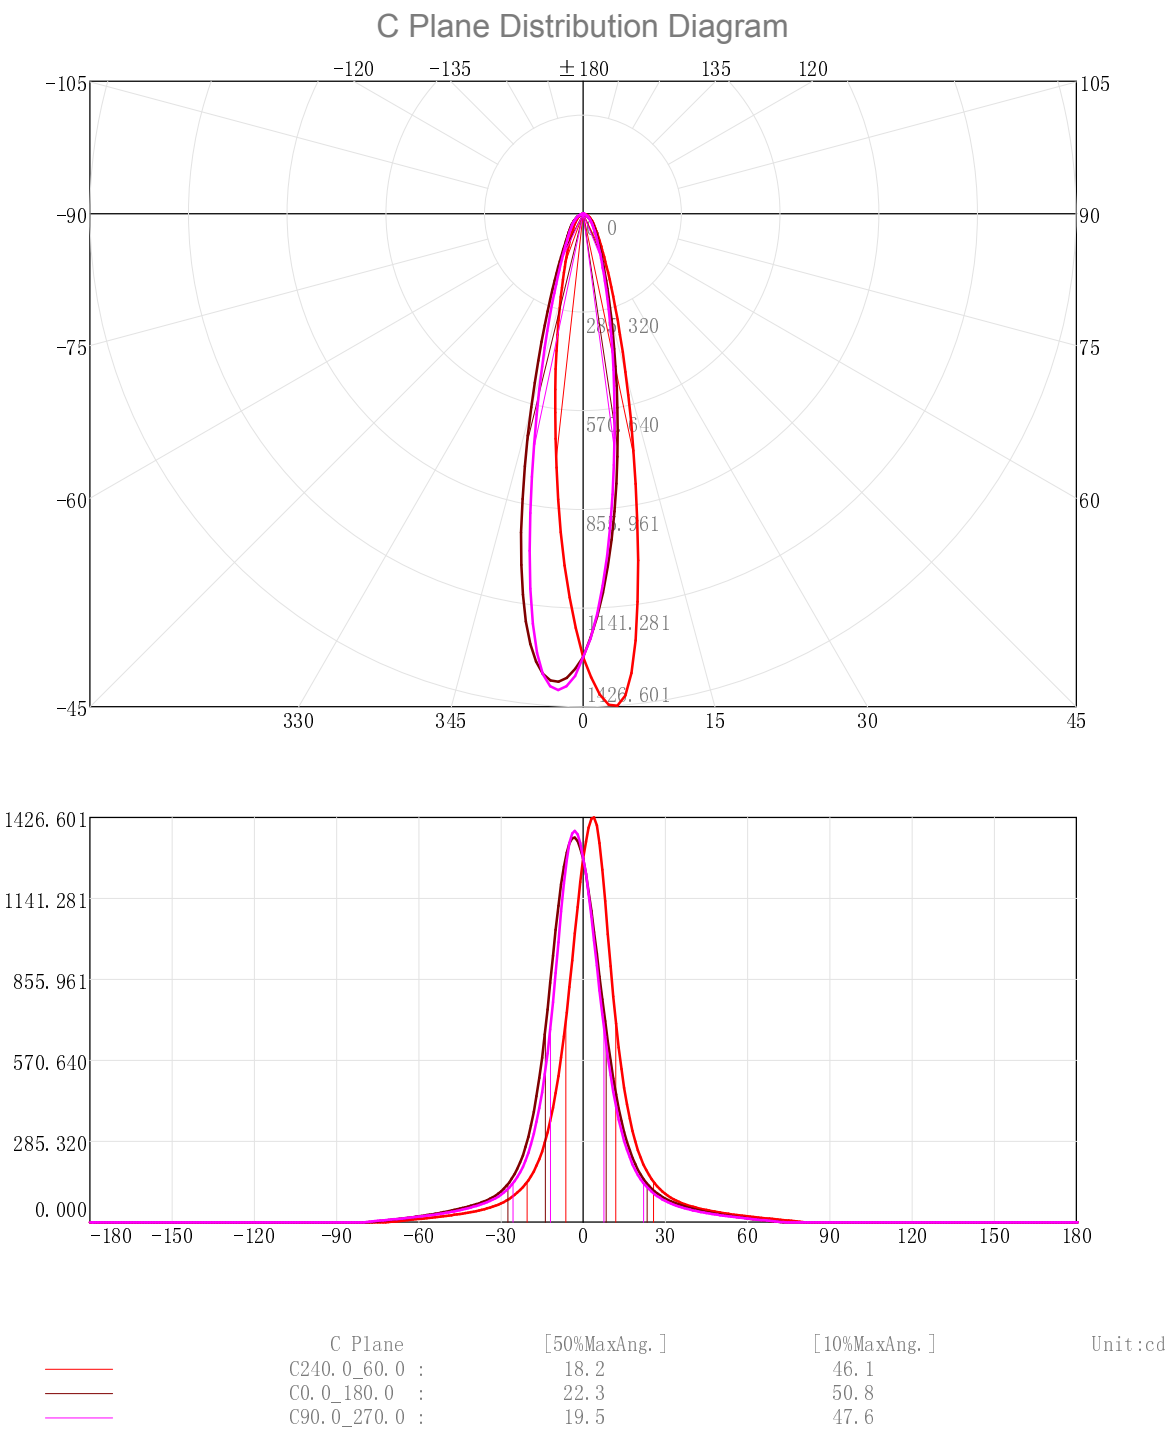 C Plane Distribution Diagram
-120 -135 ±180 135 120
-105 105
-90 90
0
285.320
-75 75
570.640
-60 60
855.961
1141.281
1426.601
-45 330 345 0 15 30 45
1426.601
1141.281
855.961
570.640
285.320
0.000
-180 -150 -120 -90 -60 -30 0 30 60 90 120 150 180
C Plane [50%MaxAng.] [10%MaxAng.] Unit:cd
C240.0_60.0 : 18.2 46.1
C0.0_180.0 : 22.3 50.8
C90.0_270.0 : 19.5 47.6